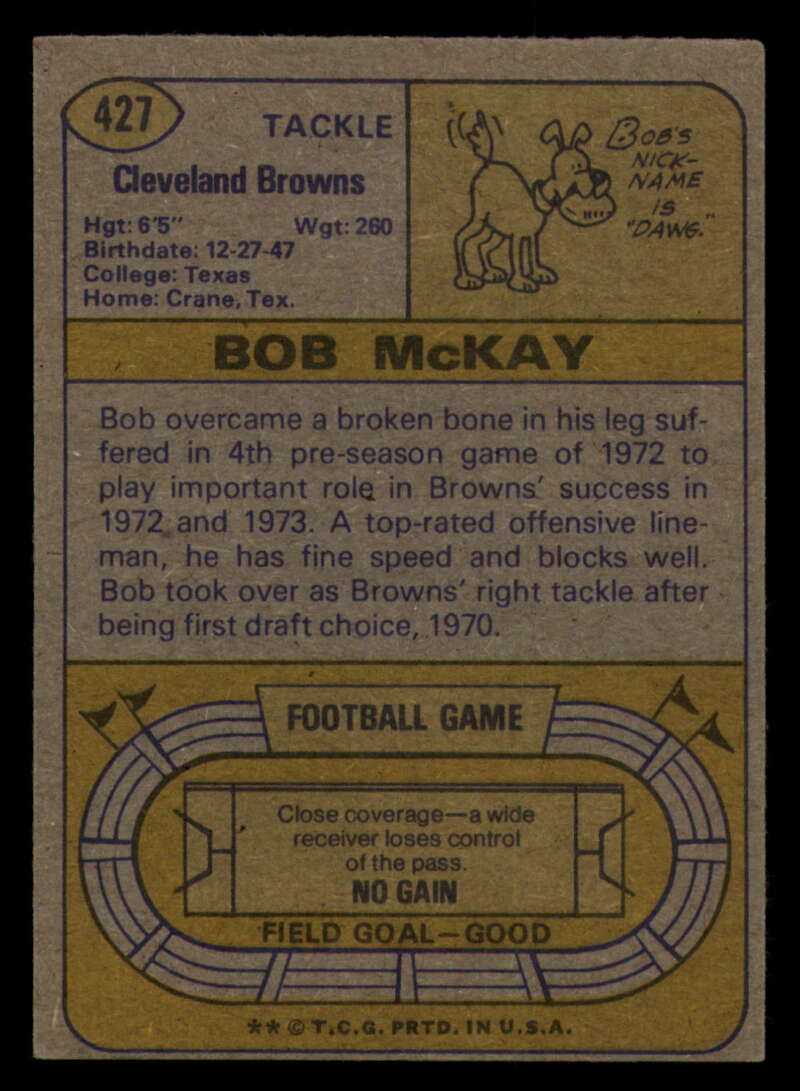 427
TACKLE
Cleveland Browns
Hgt: 6'5" Wgt: 260
Birthdate: 12-27-47
College: Texas
Home: Crane, Tex.
BOB'S
NICK-
NAME
IS
"DAWG."
BOB McKAY
Bob overcame a broken bone in his leg suf-
fered in 4th pre-season game of 1972 to
play important role in Browns' success in
1972 and 1973. A top-rated offensive line-
man, he has fine speed and blocks well.
Bob took over as Browns' right tackle after
being first draft choice, 1970.
FOOTBALL GAME
Close coverage—a wide
receiver loses control
of the pass.
NO GAIN
FIELD GOAL—GOOD
** © T.C.G. PRTD. IN U.S.A.